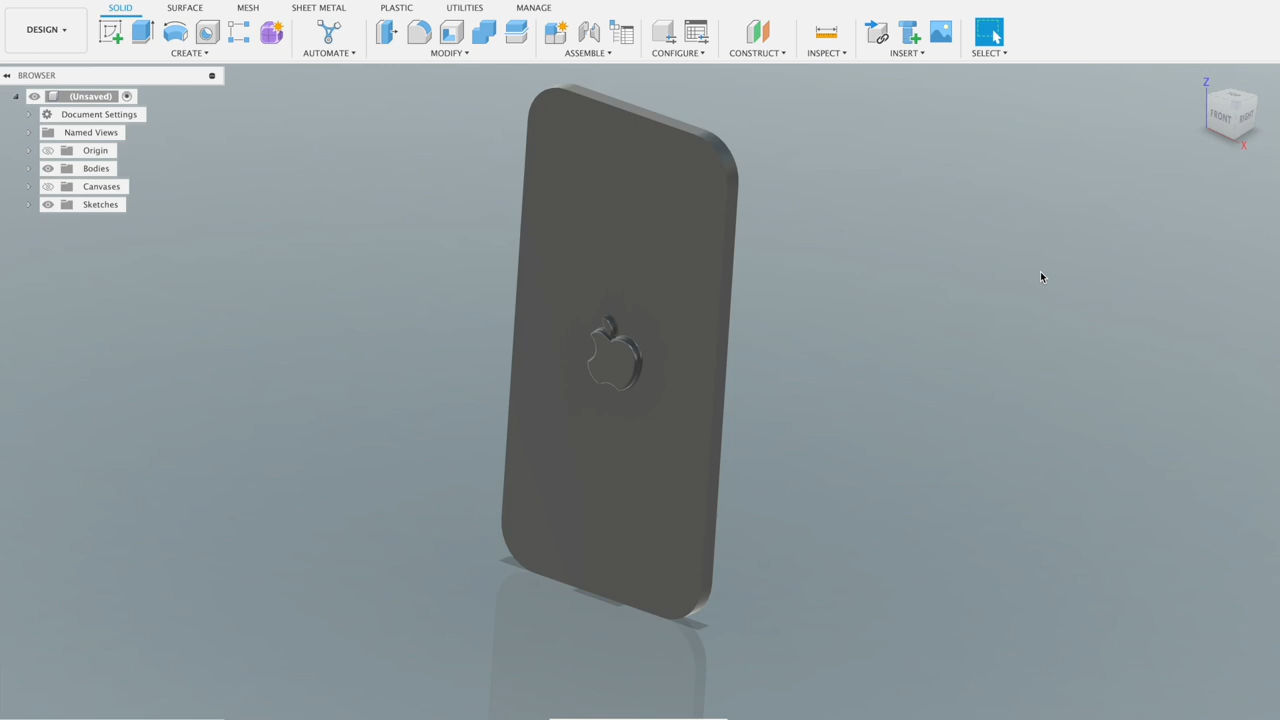 SOLID SURFACE MESH SHEET METAL PLASTIC UTILITIES MANAGE
DESIGN
CREATE AUTOMATE MODIFY ASSEMBLE CONFIGURE CONSTRUCT INSPECT INSERT SELECT
BROWSER
(Unsaved)
Document Settings
Named Views
Origin
Bodies
Canvases
Sketches
Z
TOP
FRONT RIGHT
X